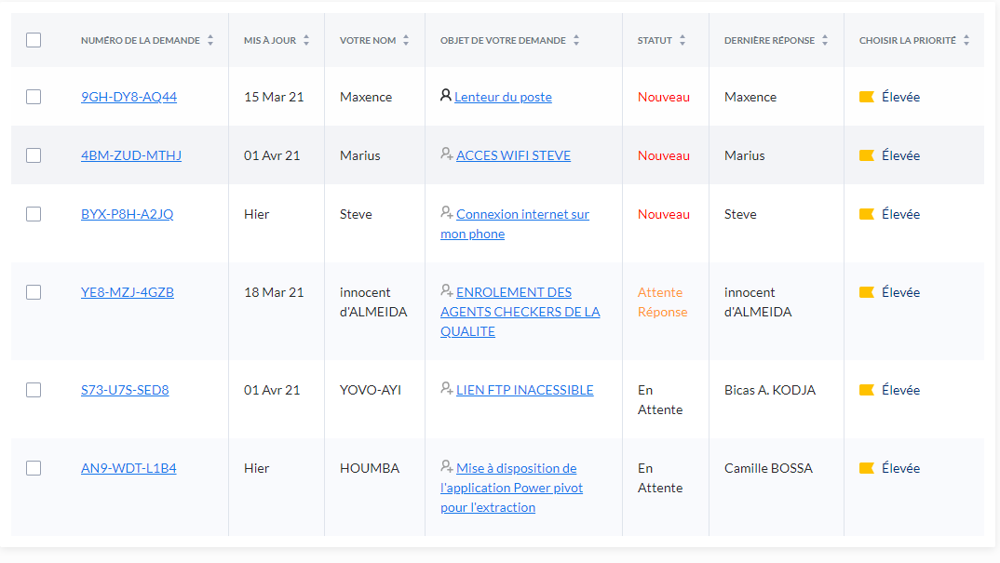 NUMÉRO DE LA DEMANDE MIS À JOUR VOTRE NOM OBJET DE VOTRE DEMANDE STATUT DERNIÈRE RÉPONSE CHOISIR LA PRIORITÉ
9GH-DY8-AQ44 15 Mar 21 Maxence Lenteur du poste Nouveau Maxence Élevée
4BM-ZUD-MTHJ 01 Avr 21 Marius ACCES WIFI STEVE Nouveau Marius Élevée
BYX-P8H-A2JQ Hier Steve Connexion internet sur Nouveau Steve Élevée
mon phone
YE8-MZJ-4GZB 18 Mar 21 innocent ENROLEMENT DES Attente innocent Élevée
d'ALMEIDA AGENTS CHECKERS DE LA Réponse d'ALMEIDA
QUALITE
S73-U7S-SED8 01 Avr 21 YOVO-AYI LIEN FTP INACESSIBLE En Bicas A. KODJA Élevée
Attente
AN9-WDT-L1B4 Hier HOUMBA Mise à disposition de En Camille BOSSA Élevée
l'application Power pivot Attente
pour l'extraction